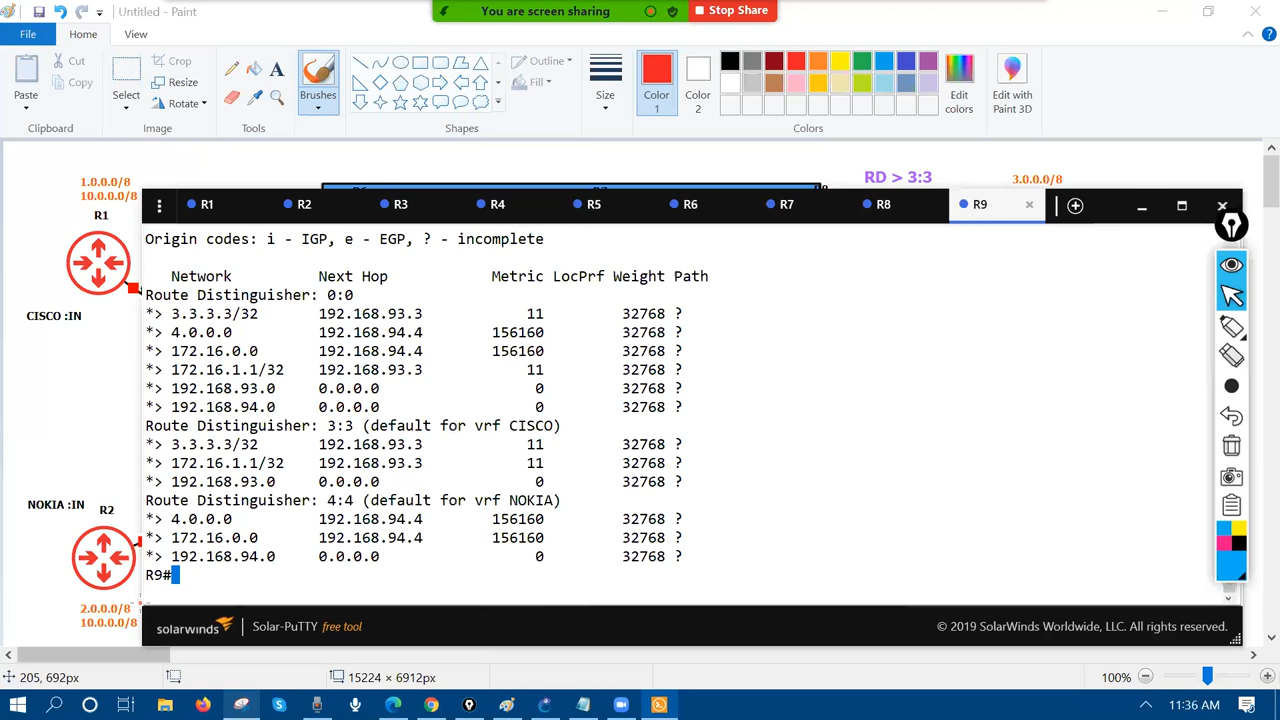 Untitled - Paint
You are screen sharing
Stop Share
File
Home
View
Paste
Cut
Copy
Clipboard
Select
Crop
Resize
Rotate
Image
Tools
Brushes
Outline
Fill
Shapes
Size
Color 1
Color 2
Colors
Edit colors
Edit with Paint 3D
1.0.0.0/8
10.0.0.0/8
R1
RD > 3:3
3.0.0.0/8
CISCO :IN
NOKIA :IN
R2
2.0.0.0/8
10.0.0.0/8
R1
R2
R3
R4
R5
R6
R7
R8
R9
Origin codes: i - IGP, e - EGP, ? - incomplete
Network Next Hop Metric LocPrf Weight Path
Route Distinguisher: 0:0
*> 3.3.3.3/32 192.168.93.3 11 32768 ?
*> 4.0.0.0 192.168.94.4 156160 32768 ?
*> 172.16.0.0 192.168.94.4 156160 32768 ?
*> 172.16.1.1/32 192.168.93.3 11 32768 ?
*> 192.168.93.0 0.0.0.0 0 32768 ?
*> 192.168.94.0 0.0.0.0 0 32768 ?
Route Distinguisher: 3:3 (default for vrf CISCO)
*> 3.3.3.3/32 192.168.93.3 11 32768 ?
*> 172.16.1.1/32 192.168.93.3 11 32768 ?
*> 192.168.93.0 0.0.0.0 0 32768 ?
Route Distinguisher: 4:4 (default for vrf NOKIA)
*> 4.0.0.0 192.168.94.4 156160 32768 ?
*> 172.16.0.0 192.168.94.4 156160 32768 ?
*> 192.168.94.0 0.0.0.0 0 32768 ?
R9#
solarwinds Solar-PuTTY free tool
© 2019 SolarWinds Worldwide, LLC. All rights reserved.
205, 692px
15224 × 6912px
100%
11:36 AM